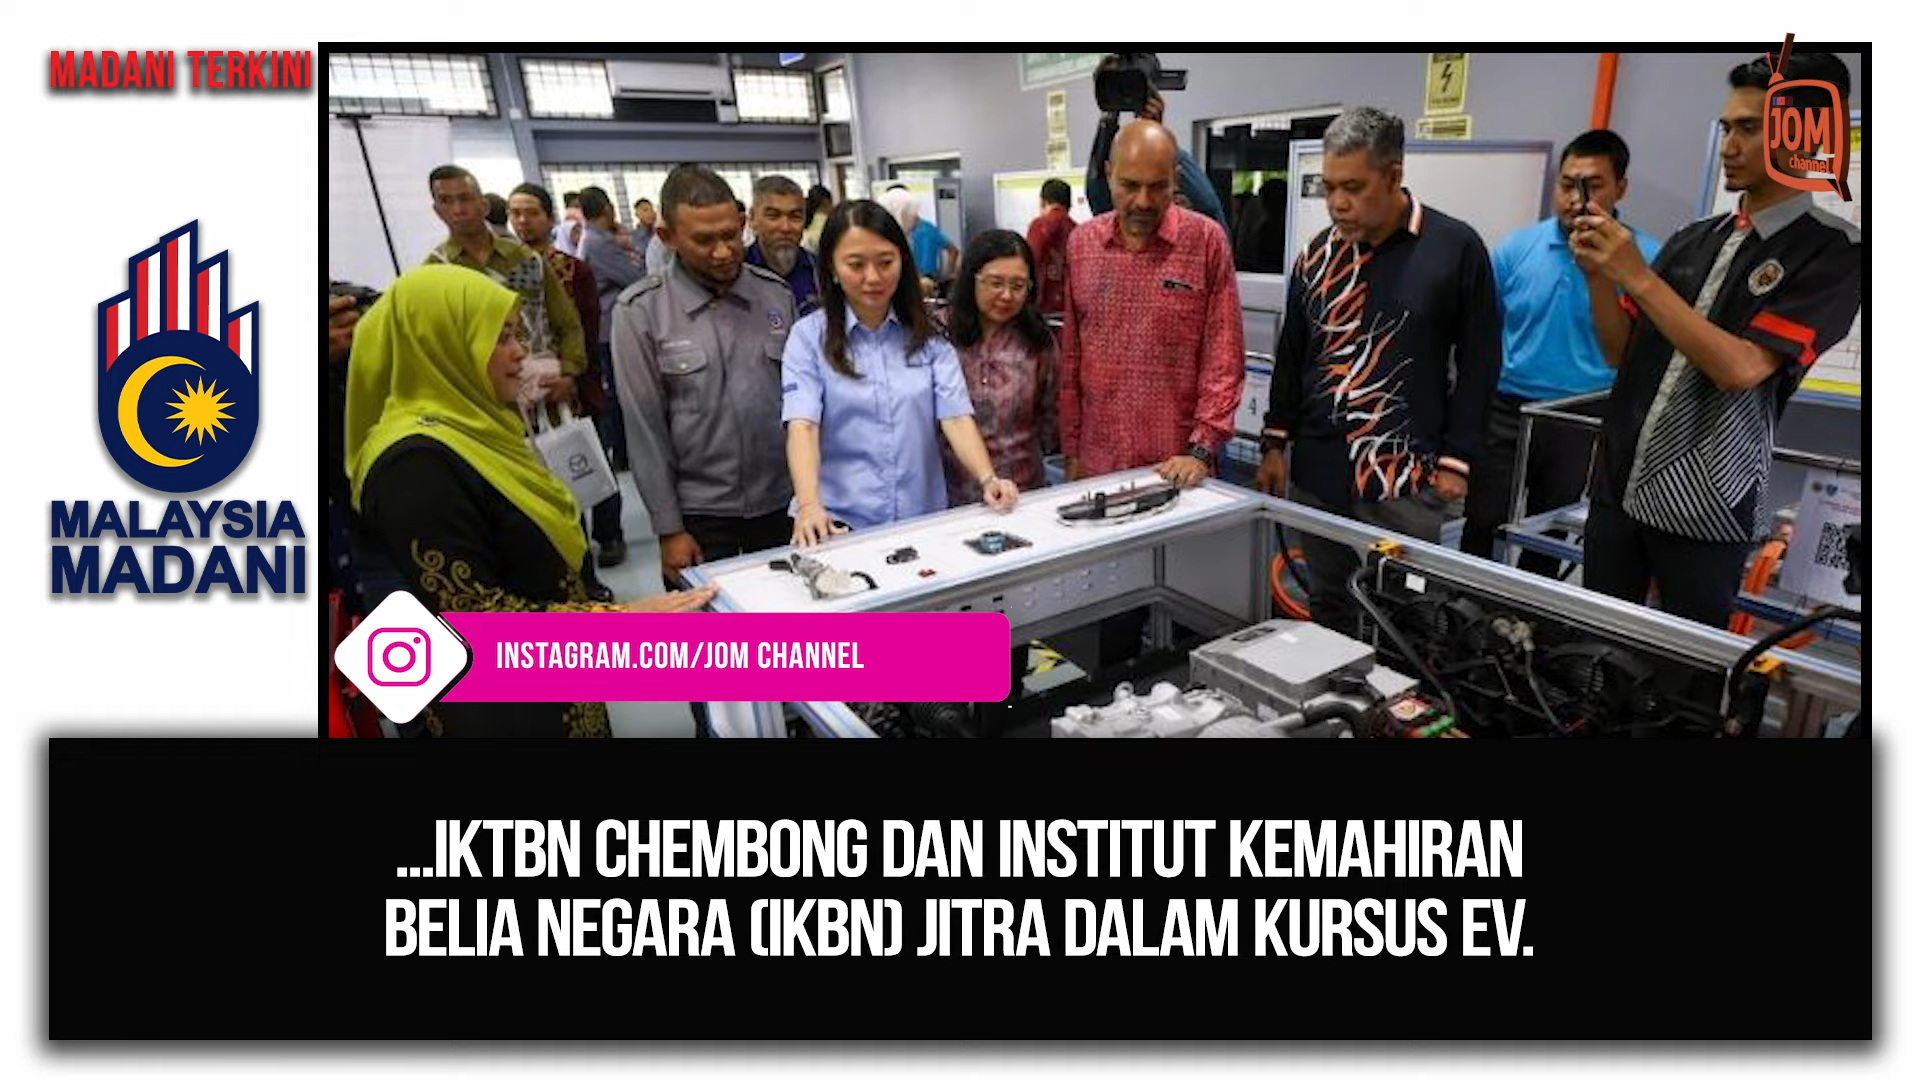 MADANI TERKINI
JOM
channel
MALAYSIA
MADANI
4
INSTAGRAM.COM/JOM CHANNEL
...IKTBN CHEMBONG DAN INSTITUT KEMAHIRAN
BELIA NEGARA (IKBN) JITRA DALAM KURSUS EV.